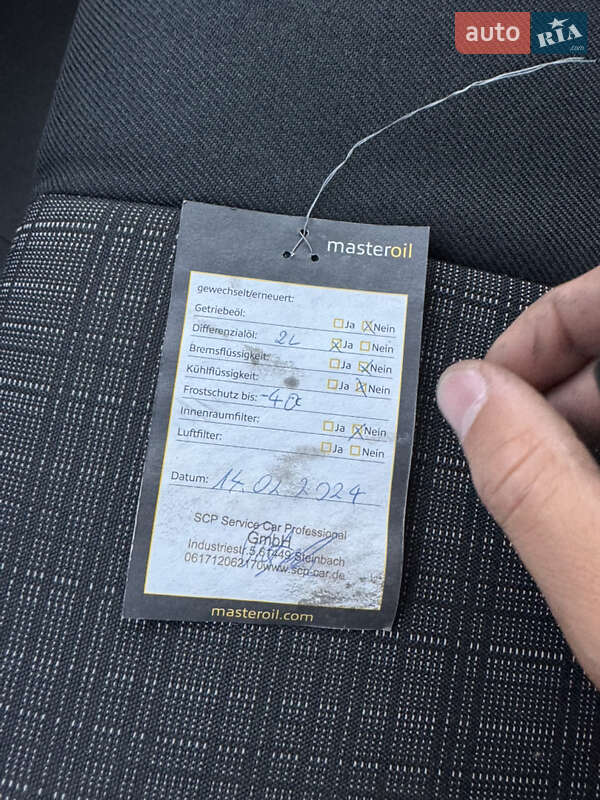 auto RIA.com
masteroil
gewechselt/erneuert:
Getriebeöl: Ja Nein
Differenzialöl: 2L Ja Nein
Bremsflüssigkeit: Ja Nein
Kühlflüssigkeit: Ja Nein
Frostschutz bis: -40c
Innenraumfilter: Ja Nein
Luftfilter: Ja Nein
Datum: 14.02.2024
SCP Service Car Professional
GmbH
Industriestr.5 61449 Steinbach
061712062170www.scp-car.de
masteroil.com